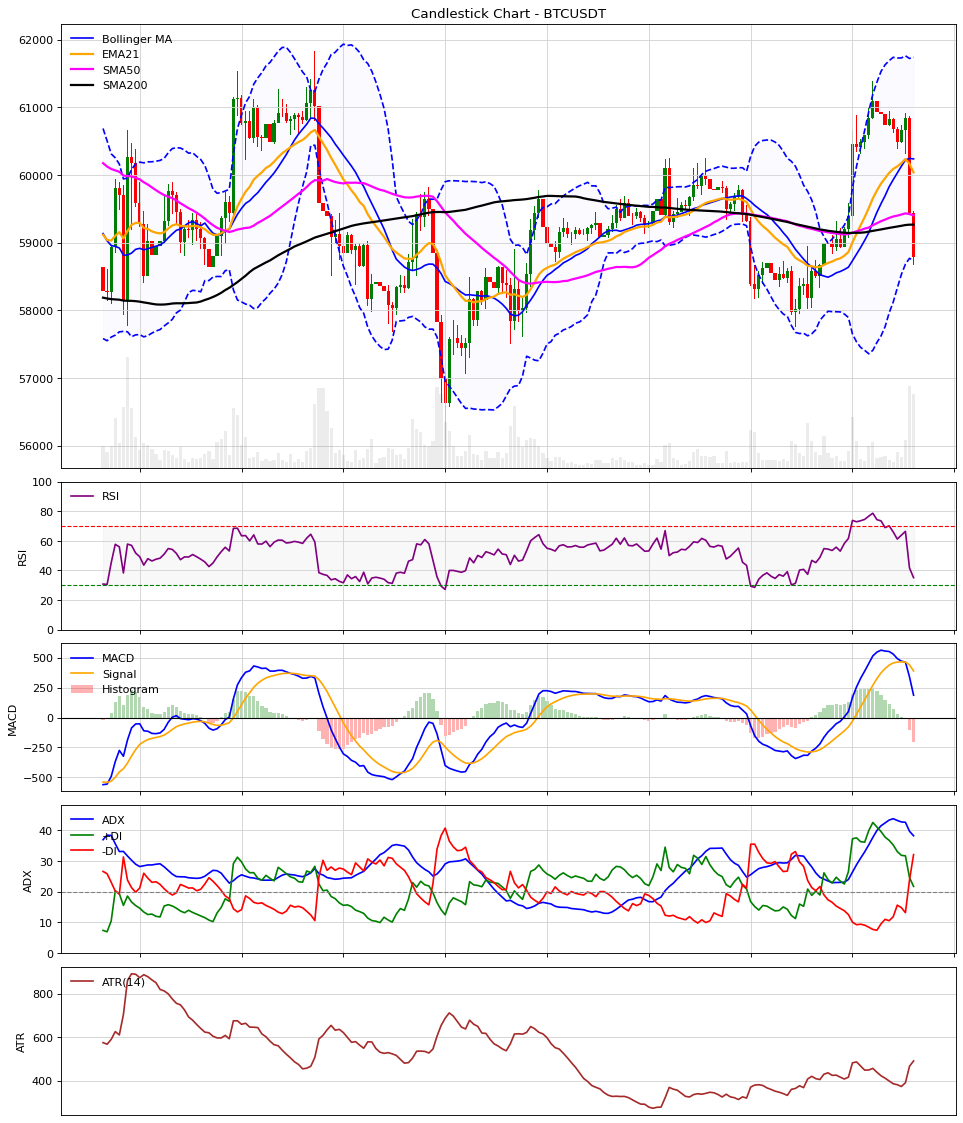 Candlestick Chart - BTCUSDT
62000
61000
60000
59000
58000
57000
56000
Bollinger MA
EMA21
SMA50
SMA200
100
80
60
40
20
0
RSI
RSI
500
250
0
−250
−500
MACD
MACD
Signal
Histogram
40
30
20
10
0
ADX
ADX
+DI
-DI
800
600
400
ATR
ATR(14)